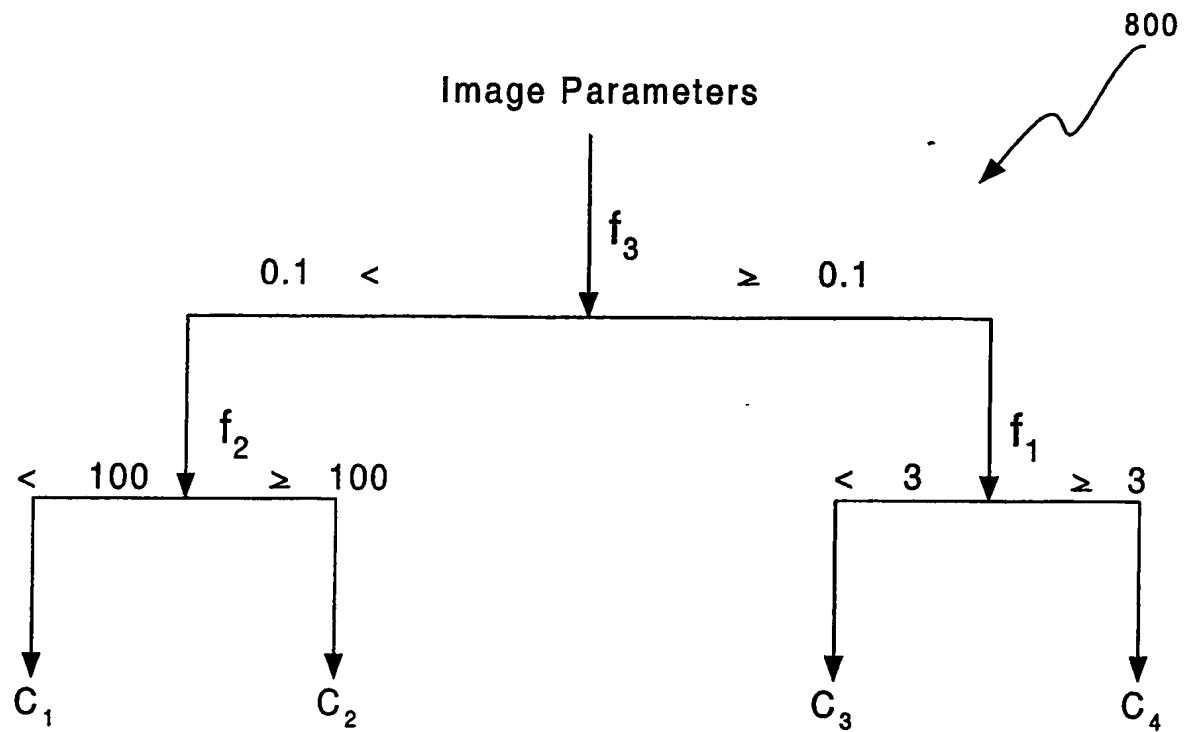 800
Image Parameters
f₃
0.1 < ≥ 0.1
f₂ f₁
< 100 ≥ 100 < 3 ≥ 3
C₁ C₂ C₃ C₄